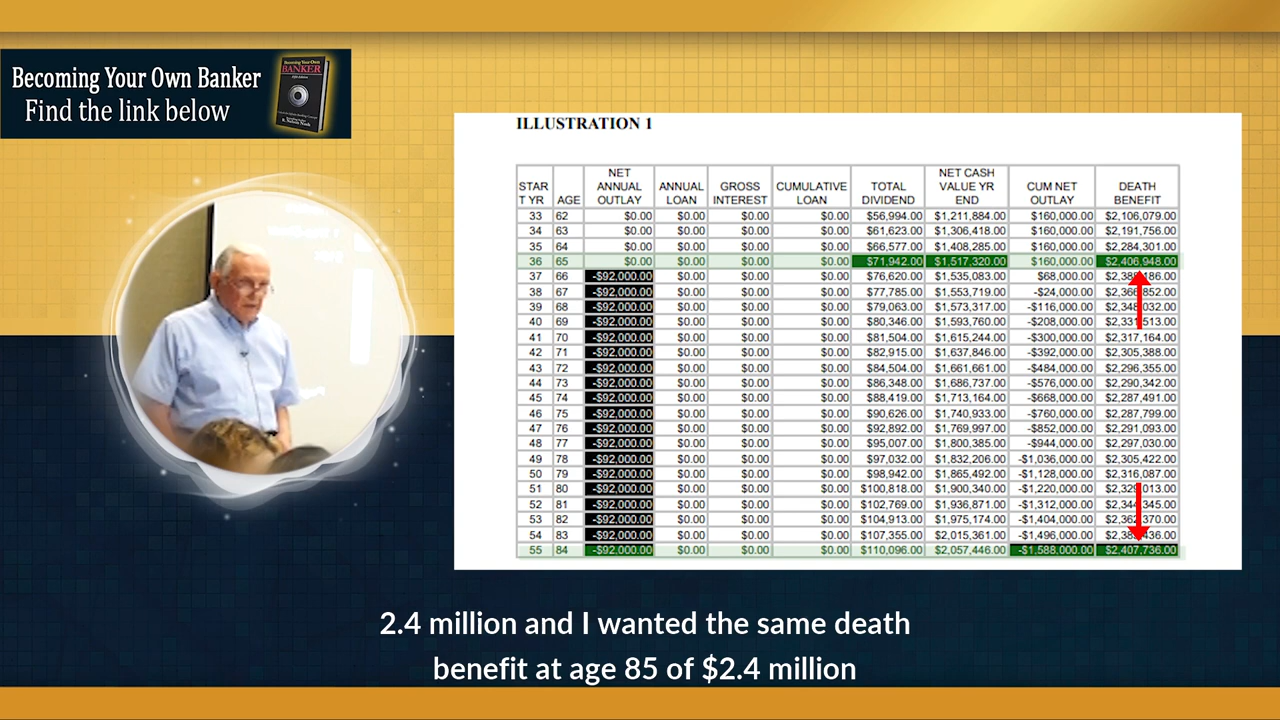 Becoming Your Own Banker
Find the link below
Becoming Your Own
BANKER
ILLUSTRATION 1
STAR T YR AGE NET ANNUAL OUTLAY ANNUAL LOAN GROSS INTEREST CUMULATIVE LOAN TOTAL DIVIDEND NET CASH VALUE YR END CUM NET OUTLAY DEATH BENEFIT
33 62 $0.00 $0.00 $0.00 $0.00 $56,994.00 $1,211,884.00 $160,000.00 $2,106,079.00
34 63 $0.00 $0.00 $0.00 $0.00 $61,623.00 $1,306,418.00 $160,000.00 $2,191,756.00
35 64 $0.00 $0.00 $0.00 $0.00 $66,577.00 $1,408,285.00 $160,000.00 $2,284,301.00
36 65 $0.00 $0.00 $0.00 $0.00 $71,942.00 $1,517,320.00 $160,000.00 $2,406,948.00
37 66 -$92,000.00 $0.00 $0.00 $0.00 $76,620.00 $1,535,083.00 $68,000.00
38 67 -$92,000.00 $0.00 $0.00 $0.00 $77,785.00 $1,553,719.00 -$24,000.00
39 68 -$92,000.00 $0.00 $0.00 $0.00 $79,063.00 $1,573,317.00 -$116,000.00
40 69 -$92,000.00 $0.00 $0.00 $0.00 $80,346.00 $1,593,760.00 -$208,000.00
41 70 -$92,000.00 $0.00 $0.00 $0.00 $81,504.00 $1,615,244.00 -$300,000.00 $2,317,164.00
42 71 -$92,000.00 $0.00 $0.00 $0.00 $82,915.00 $1,637,846.00 -$392,000.00 $2,305,388.00
43 72 -$92,000.00 $0.00 $0.00 $0.00 $84,504.00 $1,661,661.00 -$484,000.00 $2,296,355.00
44 73 -$92,000.00 $0.00 $0.00 $0.00 $86,348.00 $1,686,737.00 -$576,000.00 $2,290,342.00
45 74 -$92,000.00 $0.00 $0.00 $0.00 $88,419.00 $1,713,164.00 -$668,000.00 $2,287,491.00
46 75 -$92,000.00 $0.00 $0.00 $0.00 $90,626.00 $1,740,933.00 -$760,000.00 $2,287,799.00
47 76 -$92,000.00 $0.00 $0.00 $0.00 $92,892.00 $1,769,997.00 -$852,000.00 $2,291,093.00
48 77 -$92,000.00 $0.00 $0.00 $0.00 $95,007.00 $1,800,385.00 -$944,000.00 $2,297,030.00
49 78 -$92,000.00 $0.00 $0.00 $0.00 $97,032.00 $1,832,206.00 -$1,036,000.00 $2,305,422.00
50 79 -$92,000.00 $0.00 $0.00 $0.00 $98,942.00 $1,865,492.00 -$1,128,000.00 $2,316,087.00
51 80 -$92,000.00 $0.00 $0.00 $0.00 $100,818.00 $1,900,340.00 -$1,220,000.00
52 81 -$92,000.00 $0.00 $0.00 $0.00 $102,769.00 $1,936,871.00 -$1,312,000.00
53 82 -$92,000.00 $0.00 $0.00 $0.00 $104,913.00 $1,975,174.00 -$1,404,000.00
54 83 -$92,000.00 $0.00 $0.00 $0.00 $107,355.00 $2,015,361.00 -$1,496,000.00
55 84 -$92,000.00 $0.00 $0.00 $0.00 $110,096.00 $2,057,446.00 -$1,588,000.00 $2,407,736.00
2.4 million and I wanted the same death
benefit at age 85 of $2.4 million